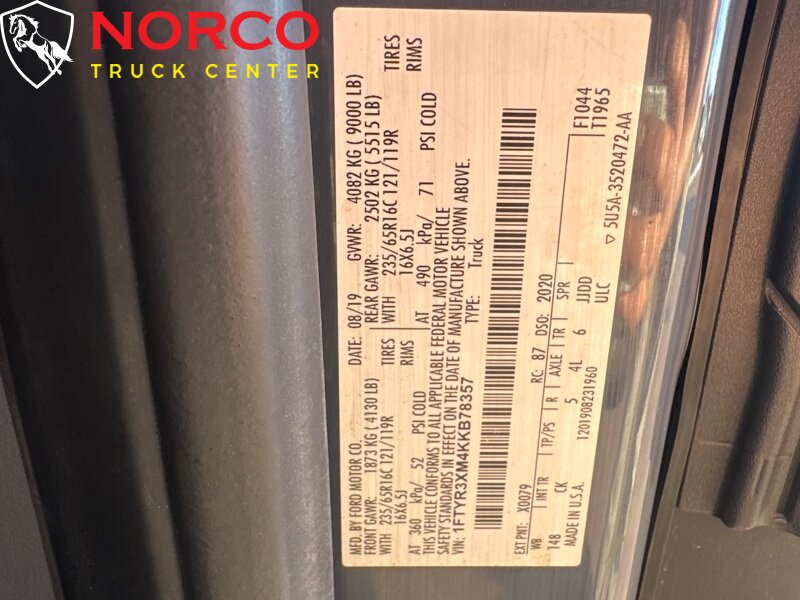 NORCO
TRUCK CENTER
MFD. BY FORD MOTOR CO.
DATE: 08/19 GVWR: 4082 KG ( 9000 LB)
FRONT GAWR: 1873 KG ( 4130 LB) REAR GAWR: 2502 KG ( 5515 LB)
WITH 235/65R16C 121/119R TIRES WITH 235/65R16C 121/119R TIRES
16X6.5J RIMS 16X6.5J RIMS
AT 360 kPa/ 52 PSI COLD AT 490 kPa/ 71 PSI COLD
THIS VEHICLE CONFORMS TO ALL APPLICABLE FEDERAL MOTOR VEHICLE
SAFETY STANDARDS IN EFFECT ON THE DATE OF MANUFACTURE SHOWN ABOVE.
VIN: 1FTYR3XM4KKB78357 TYPE: Truck
EXT PNT: X0079 RC: 87 DSO: 2020 F1044
T1965
WB INT TR TP/PS R AXLE TR SPR
148 CK 5 4L 6 JJDD
MADE IN U.S.A. 1201908231960 ULC
▽ 5U5A-3520472-AA